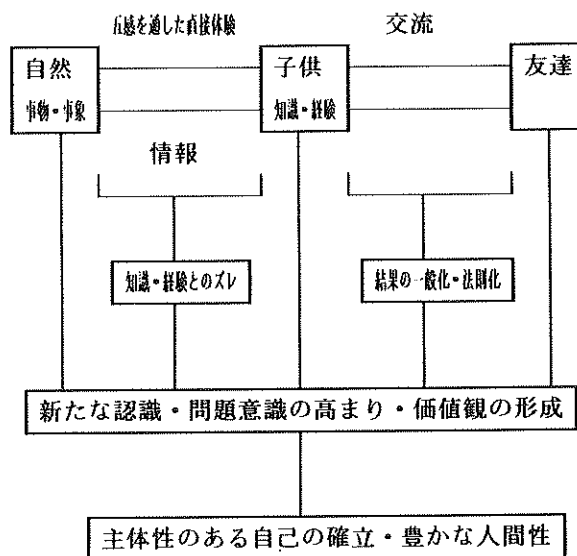 五感を通した直接体験
交流
自然
事物・事象
子供
知識・経験
友達
情報
知識・経験とのズレ
結果の一般化・法則化
新たな認識・問題意識の高まり・価値観の形成
主体性のある自己の確立・豊かな人間性